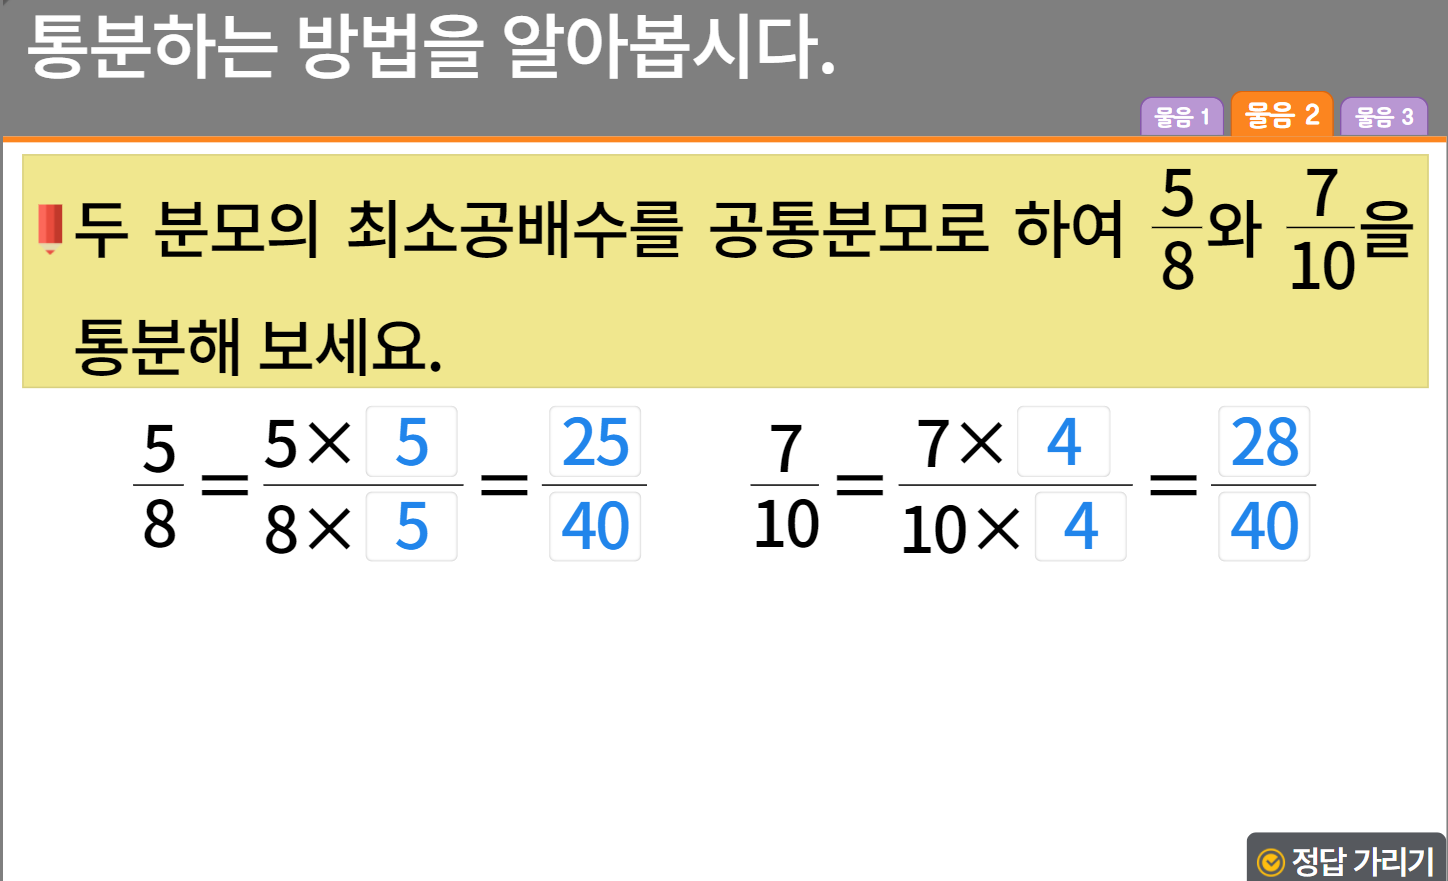 통분하는 방법을 알아봅시다.
물음 1 물음 2 물음 3
두 분모의 최소공배수를 공통분모로 하여 5/8와 7/10을
통분해 보세요.
5/8 = 5×5/8×5 = 25/40 7/10 = 7×4/10×4 = 28/40
정답 가리기